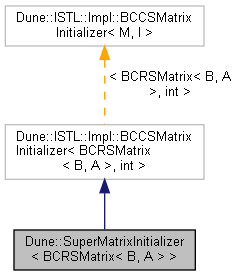 Dune::ISTL::Impl::BCCSMatrix
Initializer< M, I >
< BCRSMatrix< B, A
>, int >
Dune::ISTL::Impl::BCCSMatrix
Initializer< BCRSMatrix
< B, A >, int >
Dune::SuperMatrixInitializer
< BCRSMatrix< B, A > >